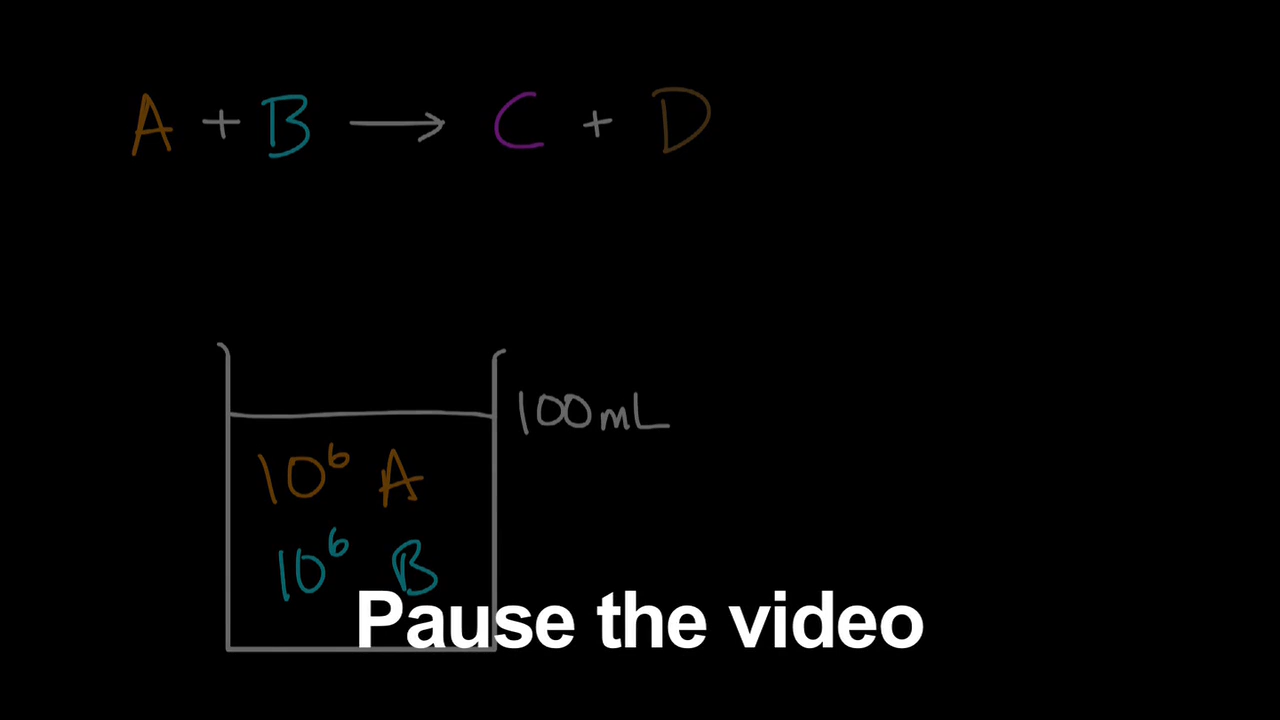 A + B → C + D
100mL
10⁶ A
10⁶ B
Pause the video